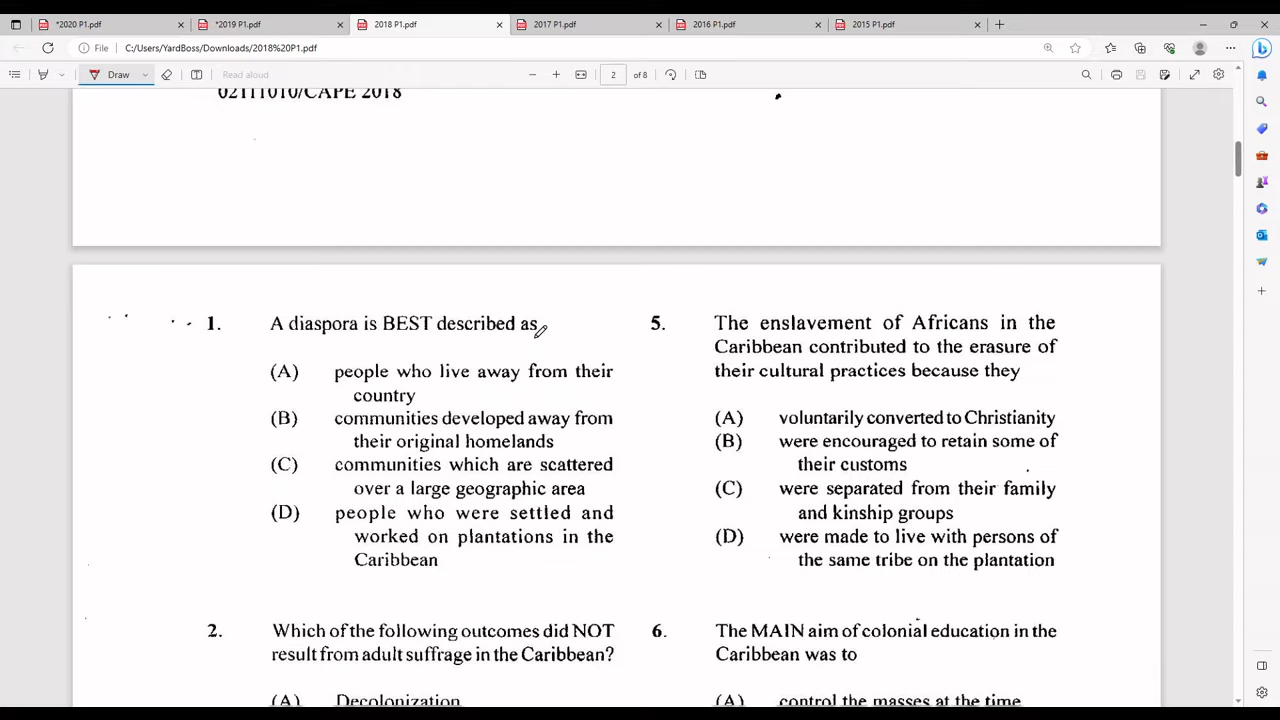 *2020 P1.pdf
*2019 P1.pdf
2018 P1.pdf
2017 P1.pdf
2016 P1.pdf
2015 P1.pdf
File
C:/Users/YardBoss/Downloads/2018%20P1.pdf
Draw
Read aloud
2
of 8
02111010/CAPE 2018
1. A diaspora is BEST described as
(A) people who live away from their
country
(B) communities developed away from
their original homelands
(C) communities which are scattered
over a large geographic area
(D) people who were settled and
worked on plantations in the
Caribbean
2. Which of the following outcomes did NOT
result from adult suffrage in the Caribbean?
(A) Decolonization
5. The enslavement of Africans in the
Caribbean contributed to the erasure of
their cultural practices because they
(A) voluntarily converted to Christianity
(B) were encouraged to retain some of
their customs
(C) were separated from their family
and kinship groups
(D) were made to live with persons of
the same tribe on the plantation
6. The MAIN aim of colonial education in the
Caribbean was to
(A) control the masses at the time